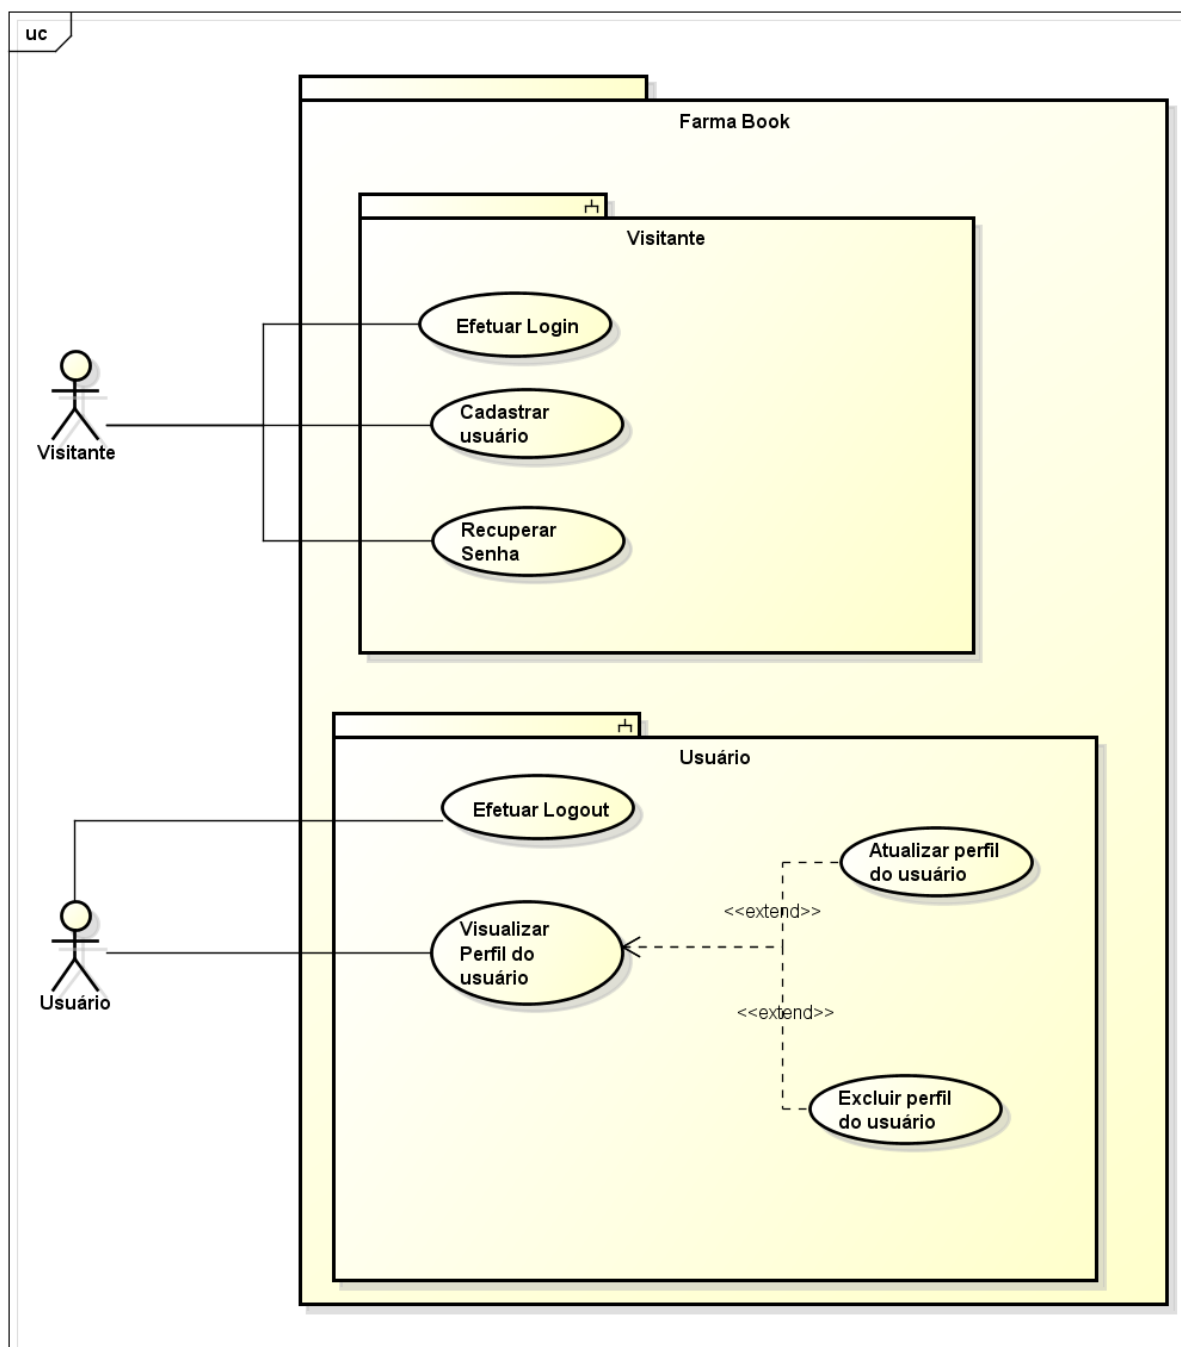 uc
Farma Book
Visitante
Efetuar Login
Cadastrar
usuário
Visitante
Recuperar
Senha
Usuário
Efetuar Logout
Atualizar perfil
do usuário
<<extend>>
Visualizar
Perfil do
usuário
Usuário
<<extend>>
Excluir perfil
do usuário